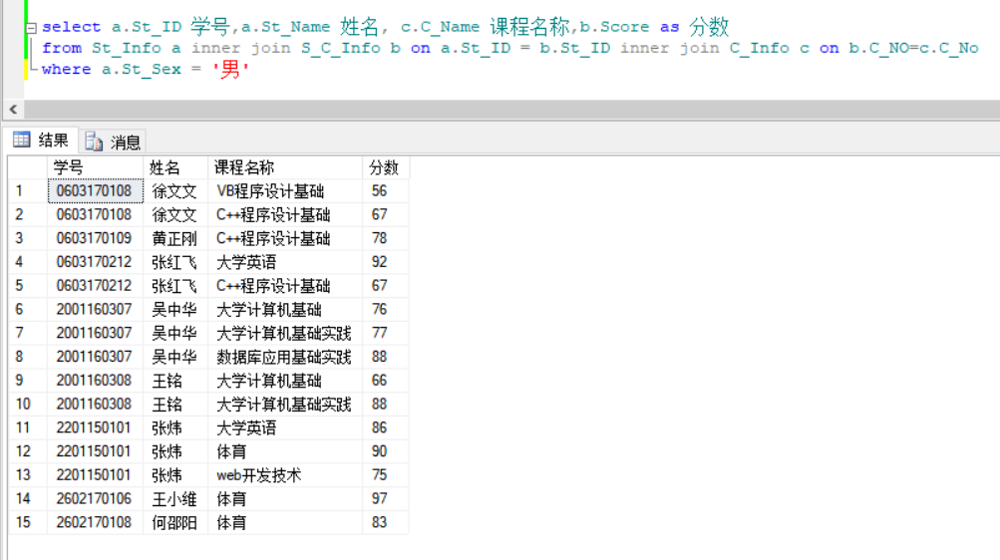 select a.St_ID 学号,a.St_Name 姓名, c.C_Name 课程名称,b.Score as 分数
from St_Info a inner join S_C_Info b on a.St_ID = b.St_ID inner join C_Info c on b.C_NO=c.C_No
where a.St_Sex = '男'
结果 消息
学号 姓名 课程名称 分数
1 0603170108 徐文文 VB程序设计基础 56
2 0603170108 徐文文 C++程序设计基础 67
3 0603170109 黄正刚 C++程序设计基础 78
4 0603170212 张红飞 大学英语 92
5 0603170212 张红飞 C++程序设计基础 67
6 2001160307 吴中华 大学计算机基础 76
7 2001160307 吴中华 大学计算机基础实践 77
8 2001160307 吴中华 数据库应用基础实践 88
9 2001160308 王铭 大学计算机基础 66
10 2001160308 王铭 大学计算机基础实践 88
11 2201150101 张炜 大学英语 86
12 2201150101 张炜 体育 90
13 2201150101 张炜 web开发技术 75
14 2602170106 王小维 体育 97
15 2602170108 何邵阳 体育 83